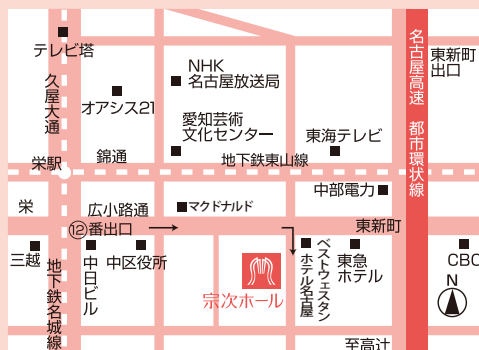 テレビ塔
久屋大通
オアシス21
NHK
名古屋放送局
愛知芸術
文化センター
東海テレビ
名古屋高速 都市環状線
東新町
出口
栄駅
錦通
地下鉄東山線
中部電力
栄
広小路通
マクドナルド
⑫番出口
東新町
三越
地下鉄名城線
中日ビル
中区役所
宗次ホール
ベストウェスタン
ホテル名古屋
東急
ホテル
CBC
N
至高辻